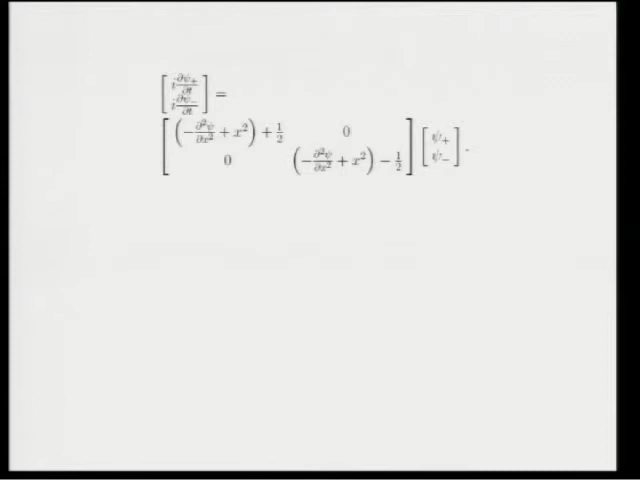 [ i ∂ψ₊/∂t
i ∂ψ₋/∂t ] =
[ (−∂²ψ/∂x² + x²) + 1/2 0
0 (−∂²ψ/∂x² + x²) − 1/2 ] [ ψ₊
ψ₋ ] .